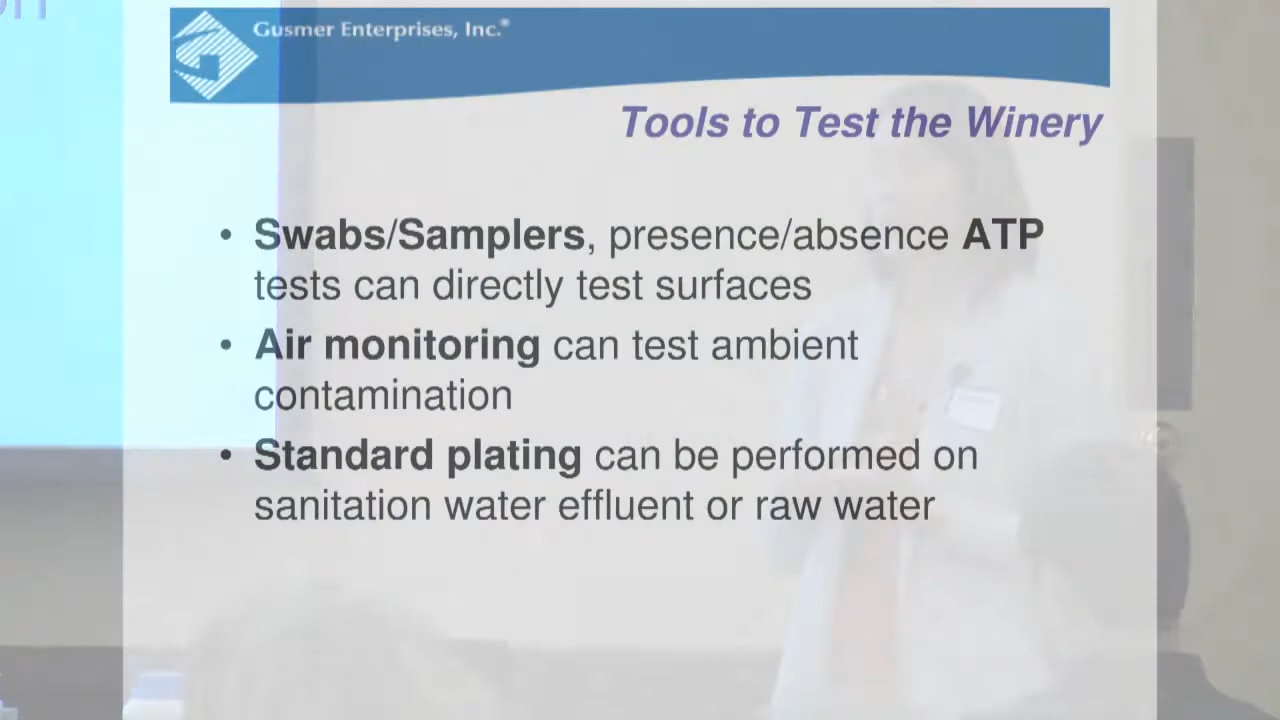 Gusmer Enterprises, Inc.®
Tools to Test the Winery
• Swabs/Samplers, presence/absence ATP
tests can directly test surfaces
• Air monitoring can test ambient
contamination
• Standard plating can be performed on
sanitation water effluent or raw water